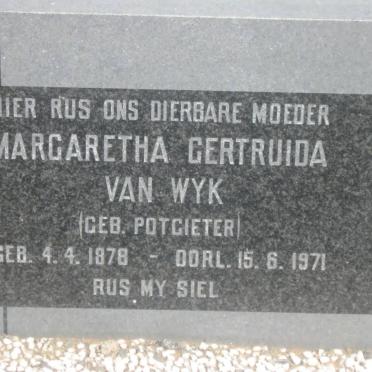 HIER RUS ONS DIERBARE MOEDER
MARGARETHA GERTRUIDA
VAN WYK
(GEB. POTGIETER)
GEB. 4. 4. 1878 - OORL. 15. 6. 1971
RUS MY SIEL